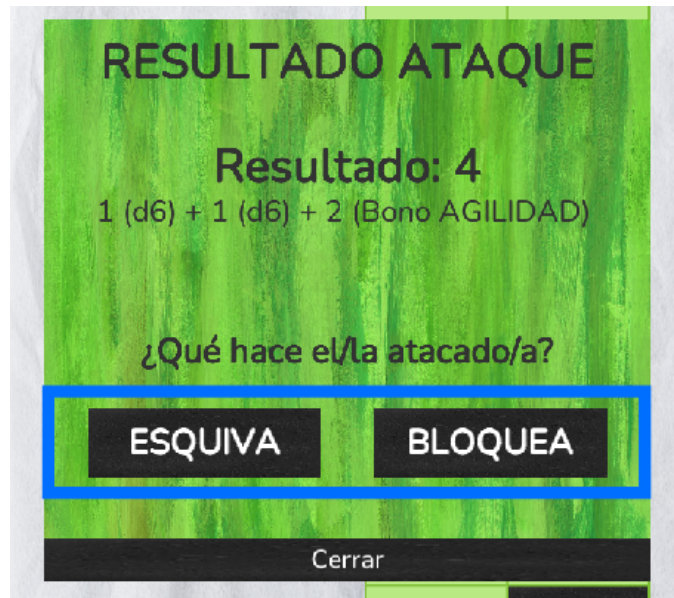 RESULTADO ATAQUE
Resultado: 4
1 (d6) + 1 (d6) + 2 (Bono AGILIDAD)
¿Qué hace el/la atacado/a?
ESQUIVA BLOQUEA
Cerrar